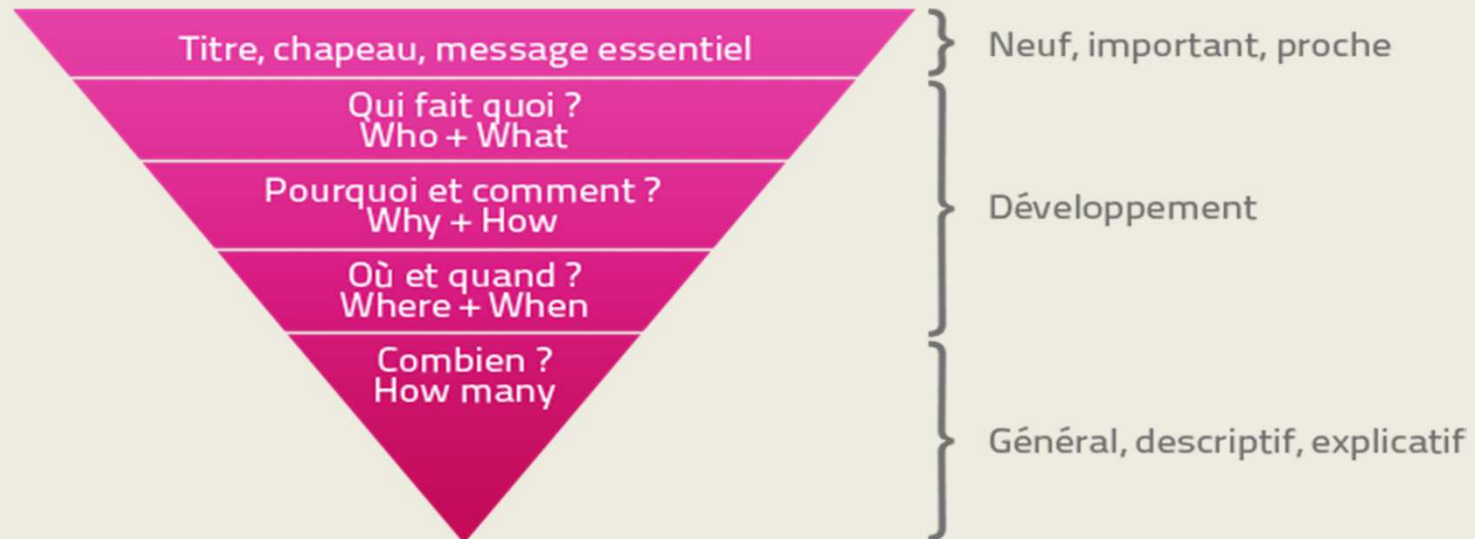 Titre, chapeau, message essentiel
Neuf, important, proche
Qui fait quoi ?
Who + What
Pourquoi et comment ?
Why + How
Développement
Où et quand ?
Where + When
Combien ?
How many
Général, descriptif, explicatif